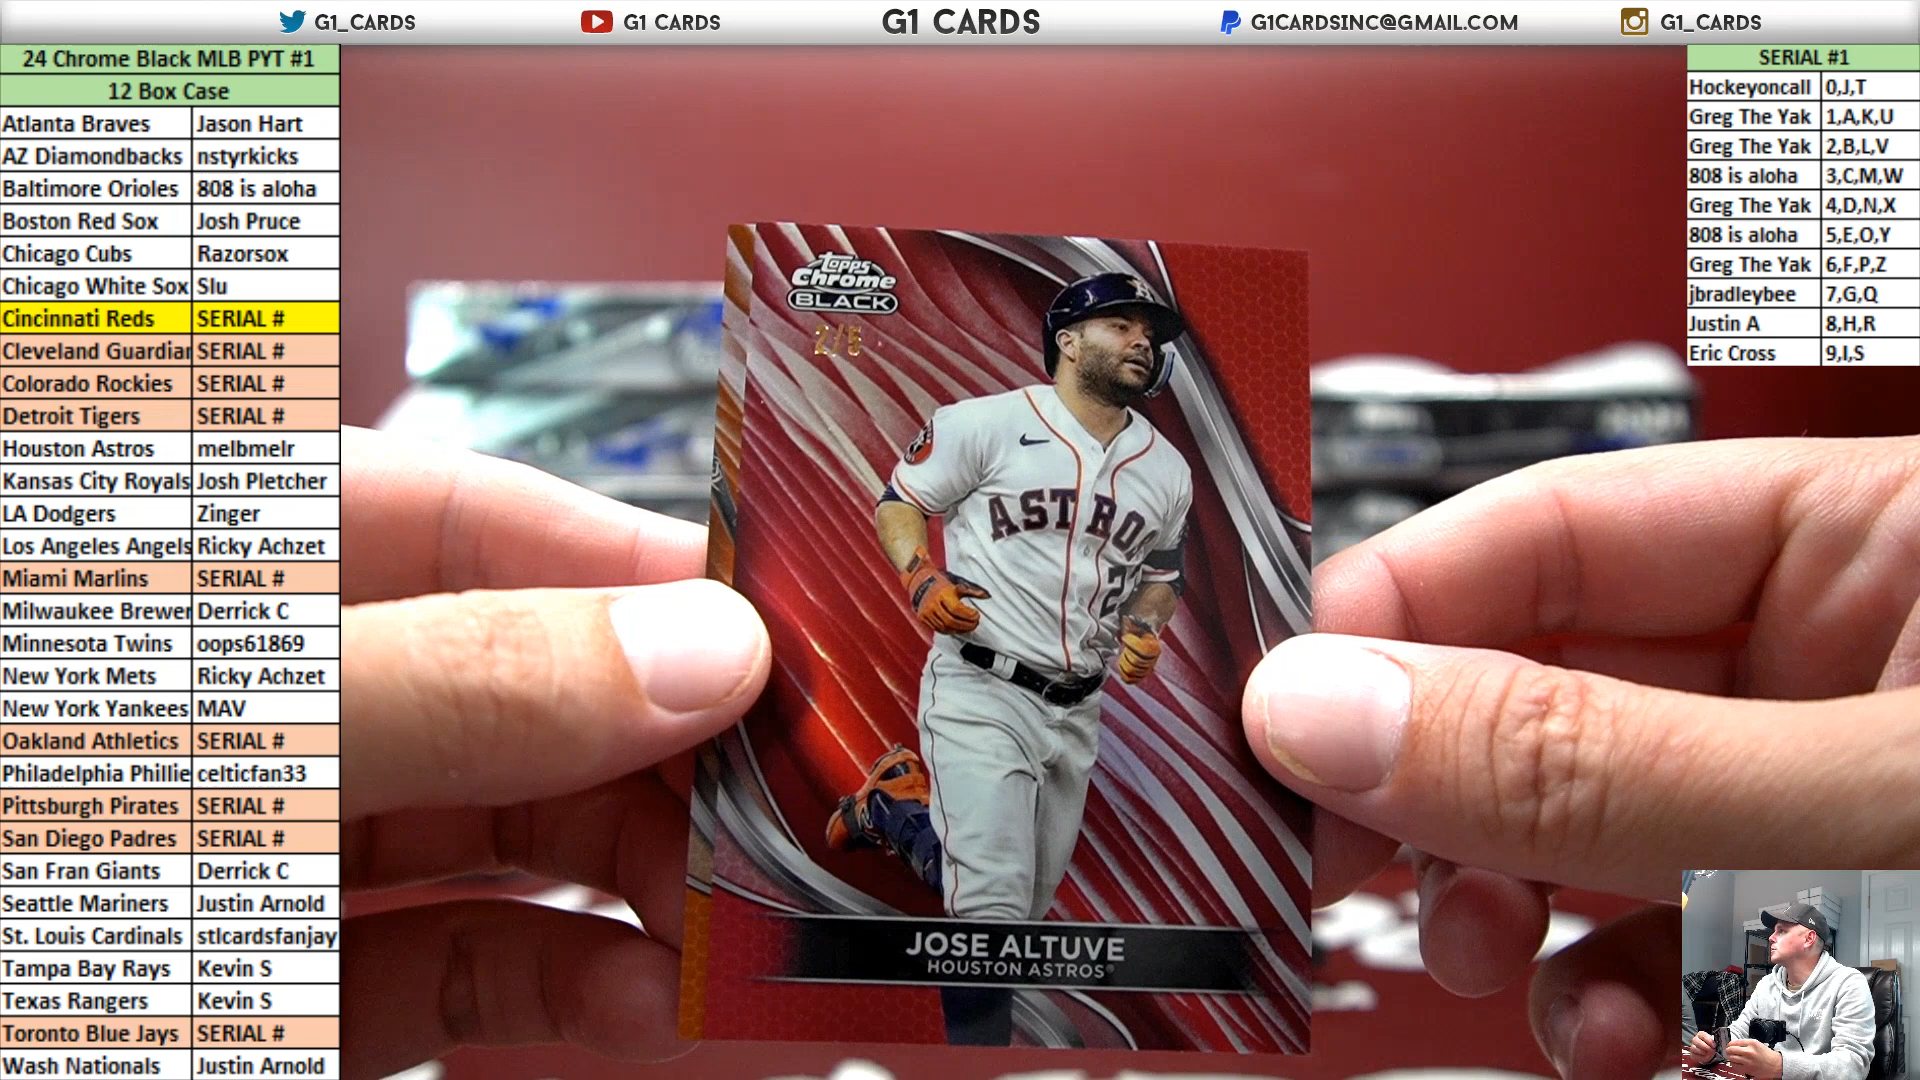 G1_CARDS G1 CARDS G1 CARDS G1CARDSINC@GMAIL.COM G1_CARDS
24 Chrome Black MLB PYT #1
12 Box Case
Atlanta Braves Jason Hart
AZ Diamondbacks nstyrkicks
Baltimore Orioles 808 is aloha
Boston Red Sox Josh Pruce
Chicago Cubs Razorsox
Chicago White Sox Slu
Cincinnati Reds SERIAL #
Cleveland Guardian SERIAL #
Colorado Rockies SERIAL #
Detroit Tigers SERIAL #
Houston Astros melbmelr
Kansas City Royals Josh Pletcher
LA Dodgers Zinger
Los Angeles Angels Ricky Achzet
Miami Marlins SERIAL #
Milwaukee Brewer Derrick C
Minnesota Twins oops61869
New York Mets Ricky Achzet
New York Yankees MAV
Oakland Athletics SERIAL #
Philadelphia Phillie celticfan33
Pittsburgh Pirates SERIAL #
San Diego Padres SERIAL #
San Fran Giants Derrick C
Seattle Mariners Justin Arnold
St. Louis Cardinals stlcardsfanjay
Tampa Bay Rays Kevin S
Texas Rangers Kevin S
Toronto Blue Jays SERIAL #
Wash Nationals Justin Arnold
Topps
Chrome
BLACK
2/5
ASTRO
2
JOSE ALTUVE
HOUSTON ASTROS®
SERIAL #1
Hockeyoncall 0,J,T
Greg The Yak 1,A,K,U
Greg The Yak 2,B,L,V
808 is aloha 3,C,M,W
Greg The Yak 4,D,N,X
808 is aloha 5,E,O,Y
Greg The Yak 6,F,P,Z
jbradleybee 7,G,Q
Justin A 8,H,R
Eric Cross 9,I,S